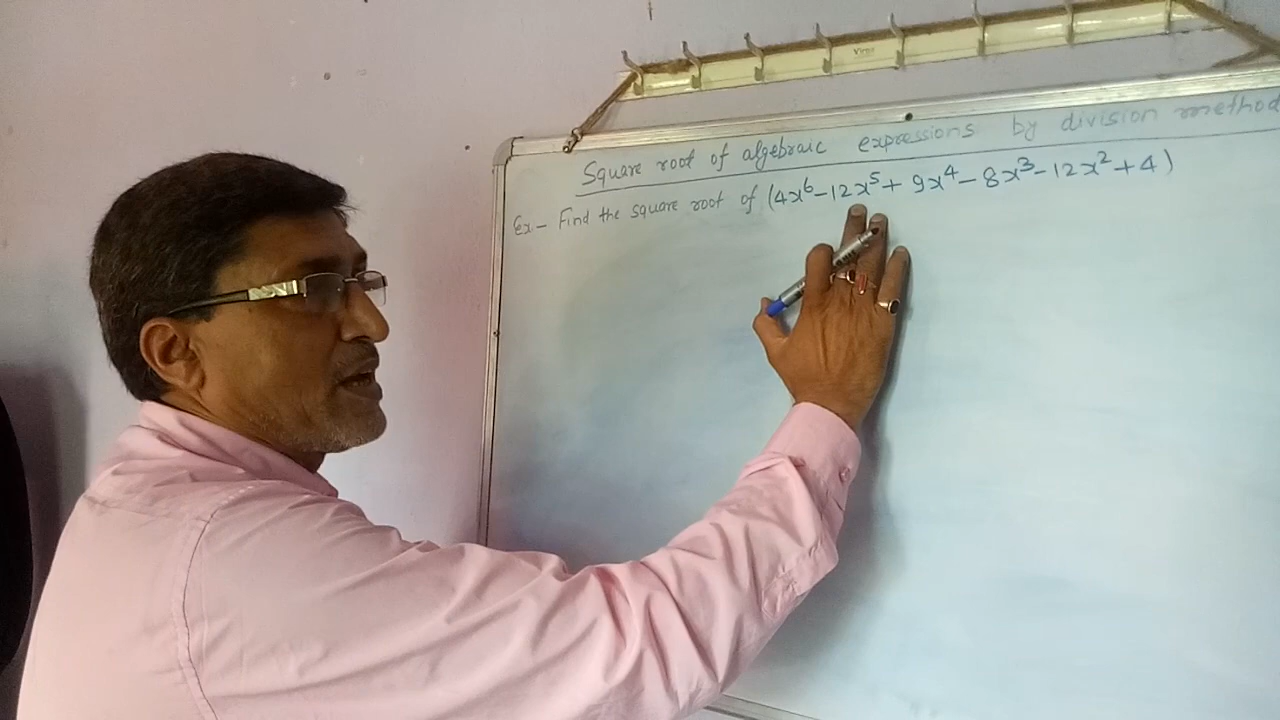 Vinex
Square root of algebraic expressions by division method
Ex- Find the square root of (4x⁶-12x⁵+9x⁴-8x³-12x²+4)